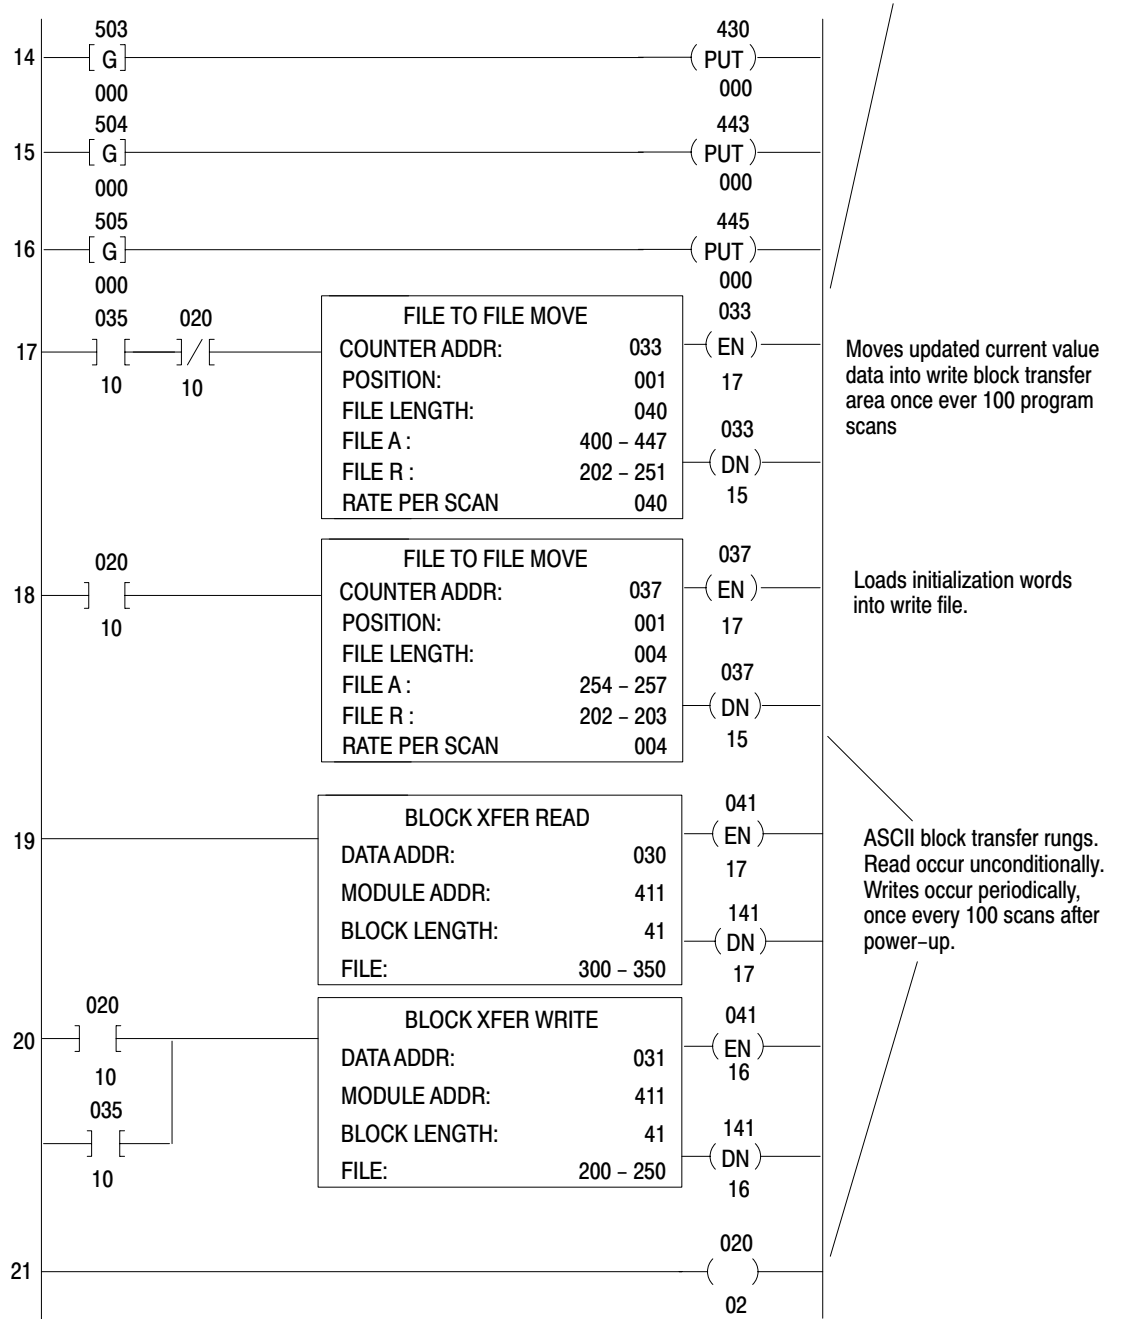 503 430
14 G PUT
000 000
504 443
15 G PUT
000 000
505 445
16 G PUT
000 000
035 020 FILE TO FILE MOVE 033
17 COUNTER ADDR: 033 EN
10 10 POSITION: 001 17
FILE LENGTH: 040
FILE A : 400 – 447 033
FILE R : 202 – 251 DN
RATE PER SCAN 040 15
Moves updated current value
data into write block transfer
area once ever 100 program
scans
020 FILE TO FILE MOVE 037
18 COUNTER ADDR: 037 EN
10 POSITION: 001 17
FILE LENGTH: 004
FILE A : 254 – 257 037
FILE R : 202 – 203 DN
RATE PER SCAN 004 15
Loads initialization words
into write file.
BLOCK XFER READ 041
19 EN
DATA ADDR: 030 17
MODULE ADDR: 411
BLOCK LENGTH: 41 141
DN
FILE: 300 – 350 17
ASCII block transfer rungs.
Read occur unconditionally.
Writes occur periodically,
once every 100 scans after
power–up.
020 BLOCK XFER WRITE 041
20 EN
10 DATA ADDR: 031 16
035 MODULE ADDR: 411
BLOCK LENGTH: 41 141
DN
10 FILE: 200 – 250 16
020
21
02